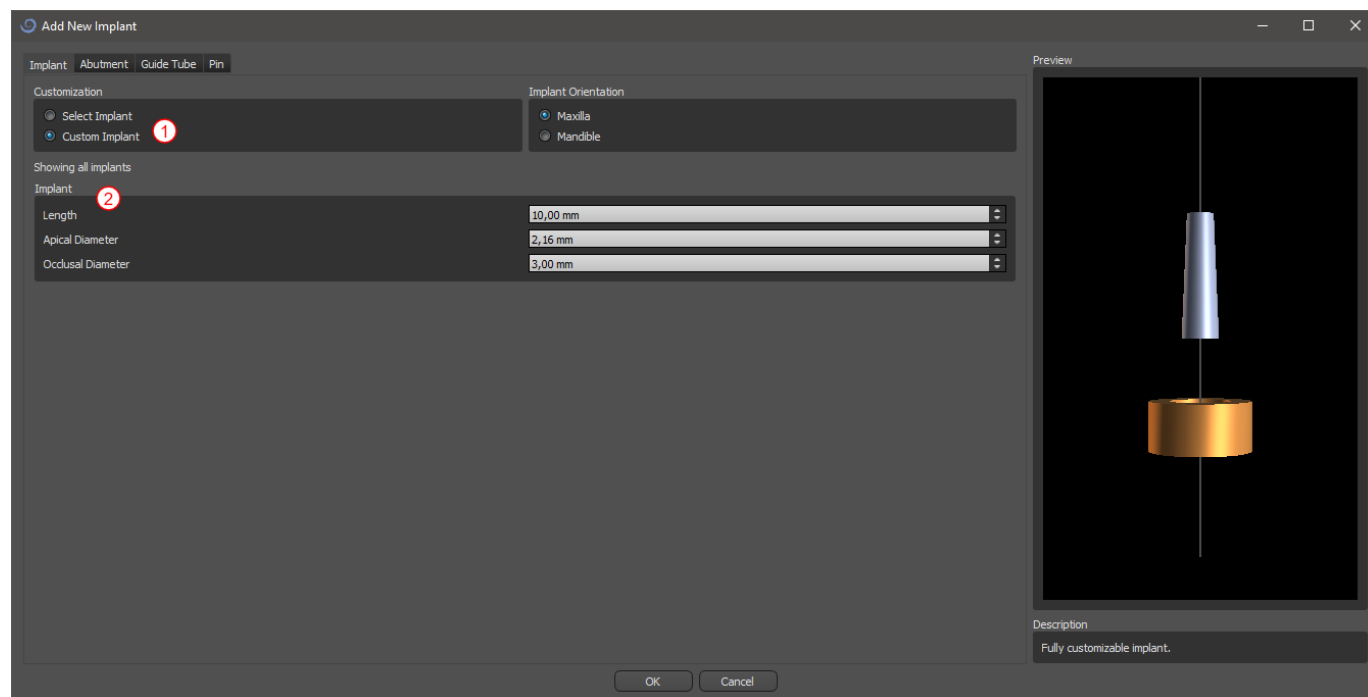 Add New Implant
Implant Abutment Guide Tube Pin
Customization
Select Implant
Custom Implant
1
Implant Orientation
Maxilla
Mandible
Showing all implants
Implant
2
Length 10,00 mm
Apical Diameter 2,16 mm
Occlusal Diameter 3,00 mm
Preview
Description
Fully customizable implant.
OK Cancel